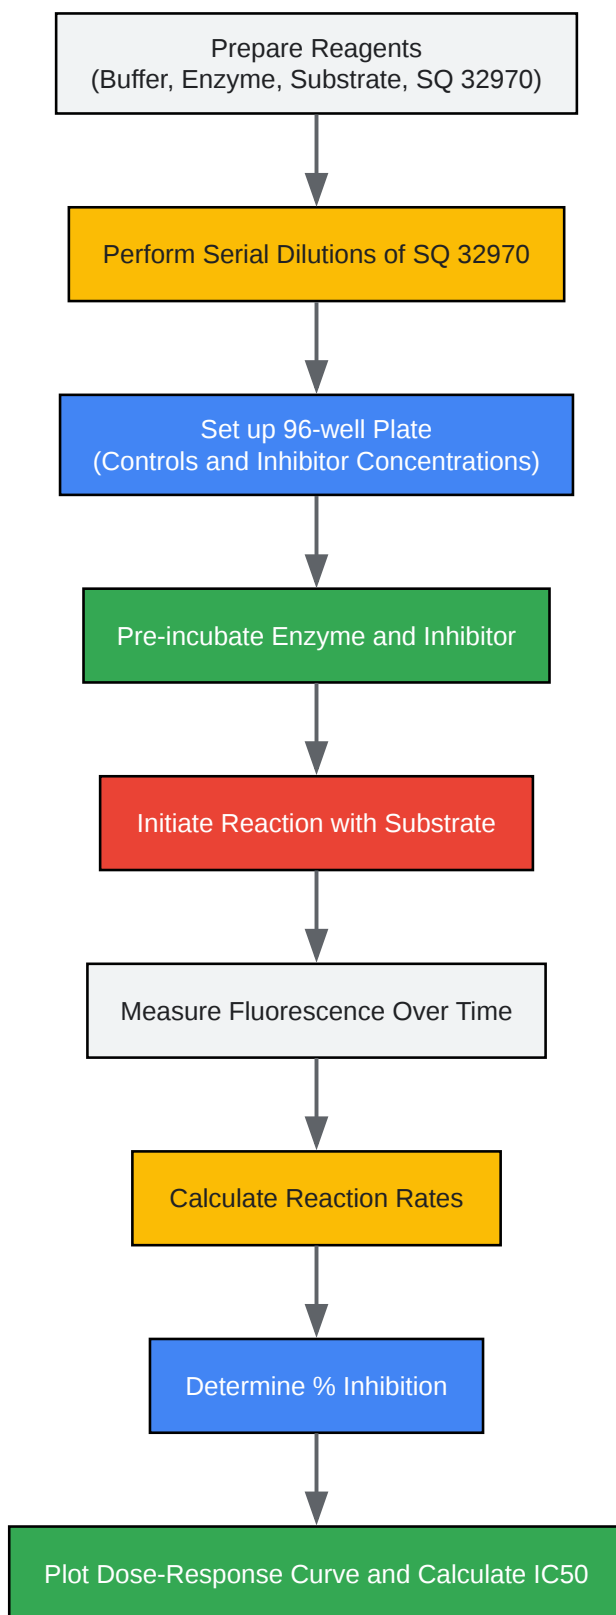 Prepare Reagents
(Buffer, Enzyme, Substrate, SQ 32970)
Perform Serial Dilutions of SQ 32970
Set up 96-well Plate
(Controls and Inhibitor Concentrations)
Pre-incubate Enzyme and Inhibitor
Initiate Reaction with Substrate
Measure Fluorescence Over Time
Calculate Reaction Rates
Determine % Inhibition
Plot Dose-Response Curve and Calculate IC50